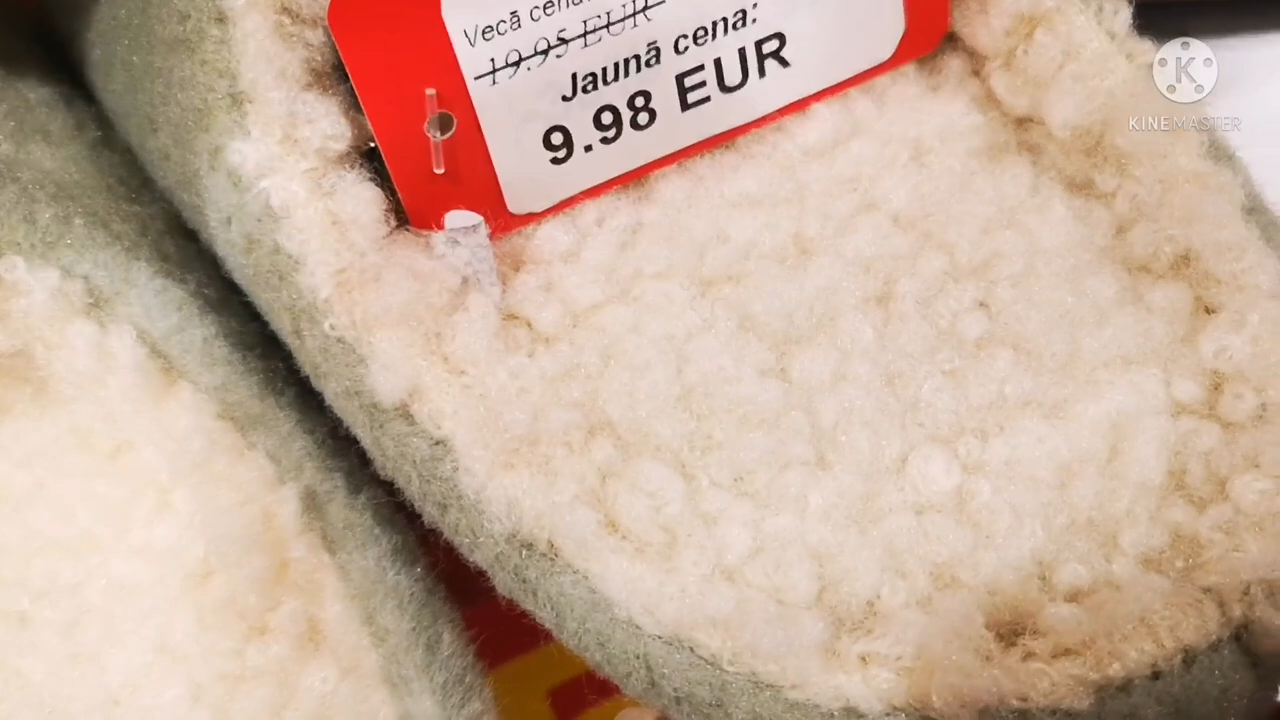 Vecā cena:
19.95 EUR
Jaunā cena:
9.98 EUR
KINEMASTER